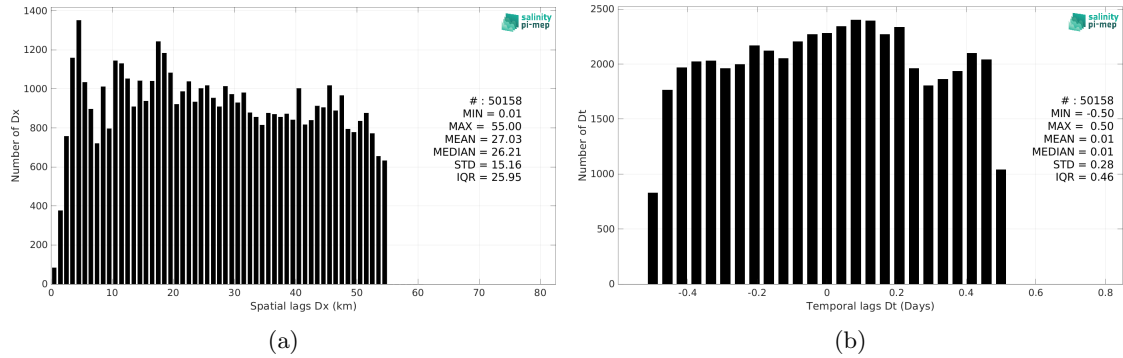 1400
1200
1000
800
600
400
200
0
Number of Dx
0 10 20 30 40 50 60 70 80
Spatial lags Dx (km)
salinity
pi-mep
# : 50158
MIN = 0.01
MAX = 55.00
MEAN = 27.03
MEDIAN = 26.21
STD = 15.16
IQR = 25.95
(a)
2500
2000
1500
1000
500
0
Number of Dt
-0.4 -0.2 0 0.2 0.4 0.6 0.8
Temporal lags Dt (Days)
salinity
pi-mep
# : 50158
MIN = -0.50
MAX = 0.50
MEAN = 0.01
MEDIAN = 0.01
STD = 0.28
IQR = 0.46
(b)